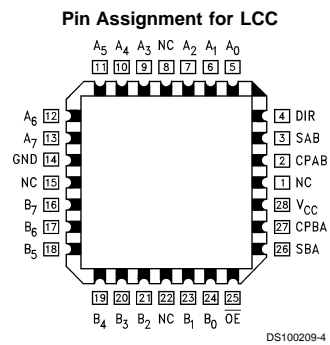 Pin Assignment for LCC
A5 A4 A3 NC A2 A1 A0
11 10 9 8 7 6 5
A6 12
A7 13
GND 14
NC 15
B7 16
B6 17
B5 18
4 DIR
3 SAB
2 CPAB
1 NC
28 VCC
27 CPBA
26 SBA
19 20 21 22 23 24 25
B4 B3 B2 NC B1 B0 O̅E̅
DS100209-4